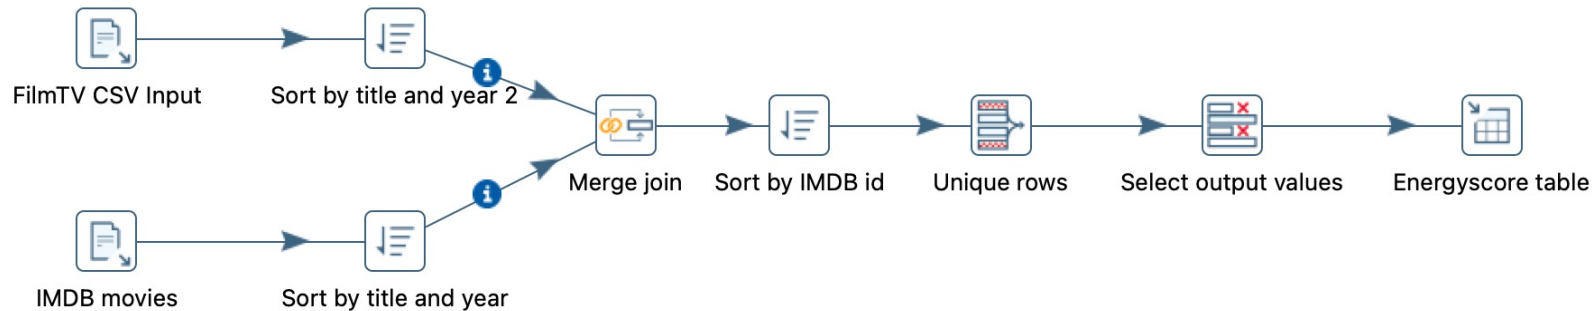 FilmTV CSV Input
Sort by title and year 2
Merge join
Sort by IMDB id
Unique rows
Select output values
Energyscore table
IMDB movies
Sort by title and year